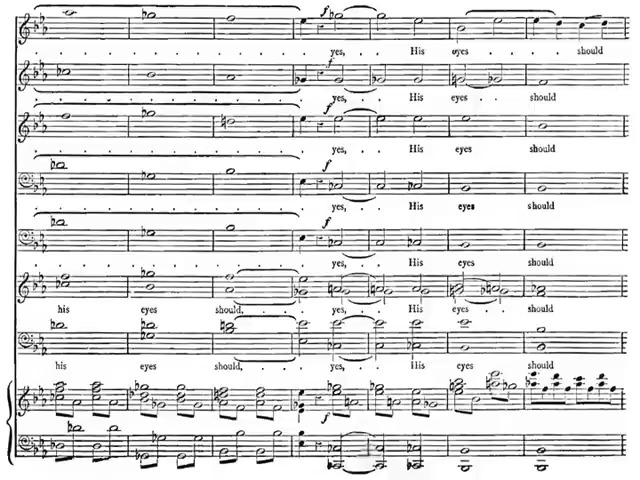 yes, . . His eyes . . . . should
yes, . . His eyes . . should
yes, . . His eyes should
yes, . . His eyes should
yes, . . His eyes should
his eyes should, . . . . yes, . . His eyes should
his eyes should, . . . . yes, . . His eyes should